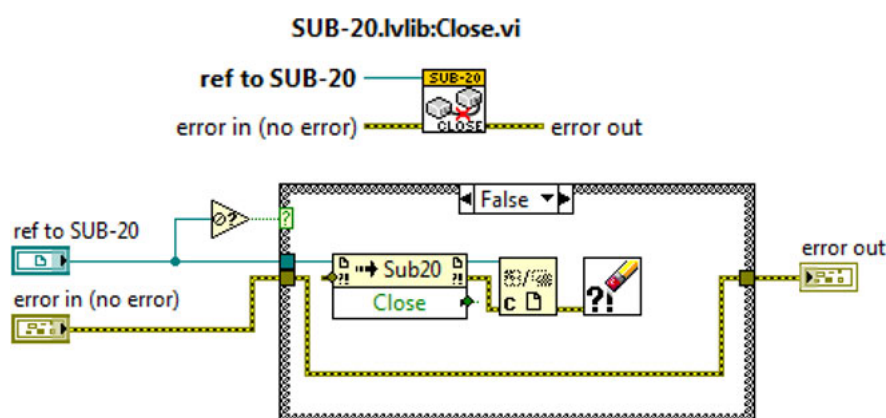 SUB-20.lvlib:Close.vi
ref to SUB-20
SUB-20
error in (no error)
CLOSE
error out
False
?
ref to SUB-20
?!
Sub20
?!
error out
error in (no error)
Close
C
?!